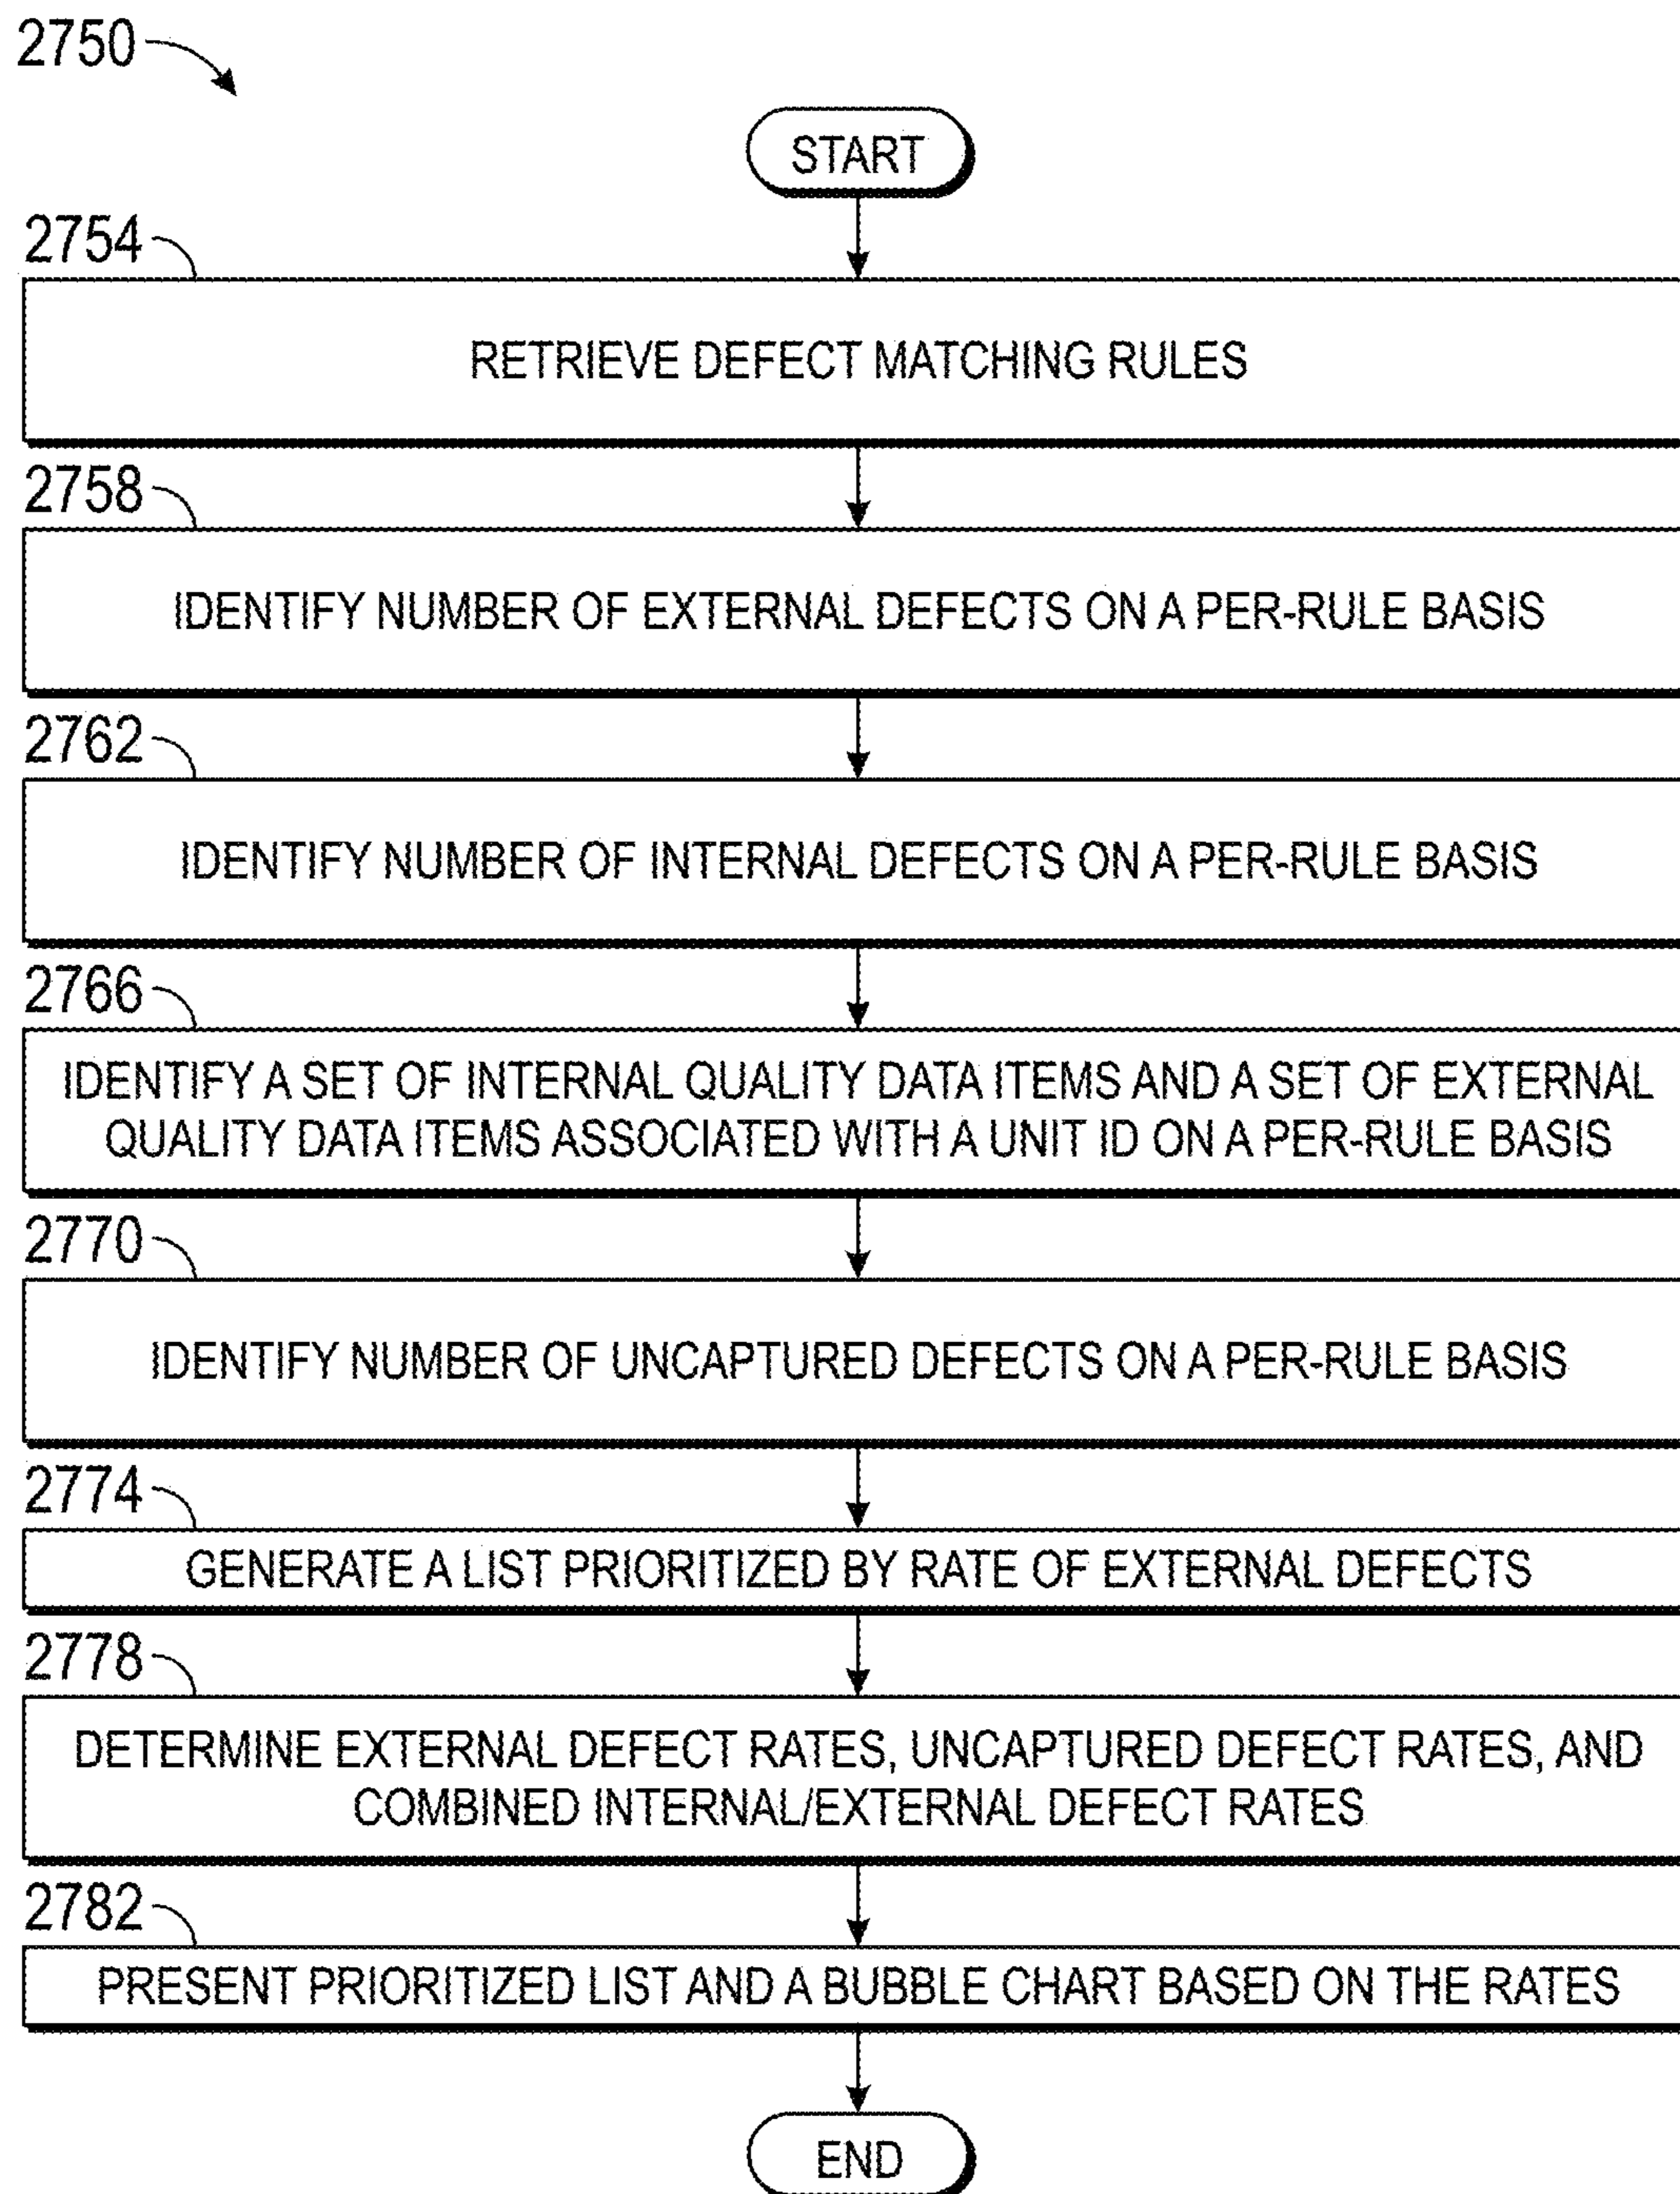 2750
START
2754
RETRIEVE DEFECT MATCHING RULES
2758
IDENTIFY NUMBER OF EXTERNAL DEFECTS ON A PER-RULE BASIS
2762
IDENTIFY NUMBER OF INTERNAL DEFECTS ON A PER-RULE BASIS
2766
IDENTIFY A SET OF INTERNAL QUALITY DATA ITEMS AND A SET OF EXTERNAL
QUALITY DATA ITEMS ASSOCIATED WITH A UNIT ID ON A PER-RULE BASIS
2770
IDENTIFY NUMBER OF UNCAPTURED DEFECTS ON A PER-RULE BASIS
2774
GENERATE A LIST PRIORITIZED BY RATE OF EXTERNAL DEFECTS
2778
DETERMINE EXTERNAL DEFECT RATES, UNCAPTURED DEFECT RATES, AND
COMBINED INTERNAL/EXTERNAL DEFECT RATES
2782
PRESENT PRIORITIZED LIST AND A BUBBLE CHART BASED ON THE RATES
END